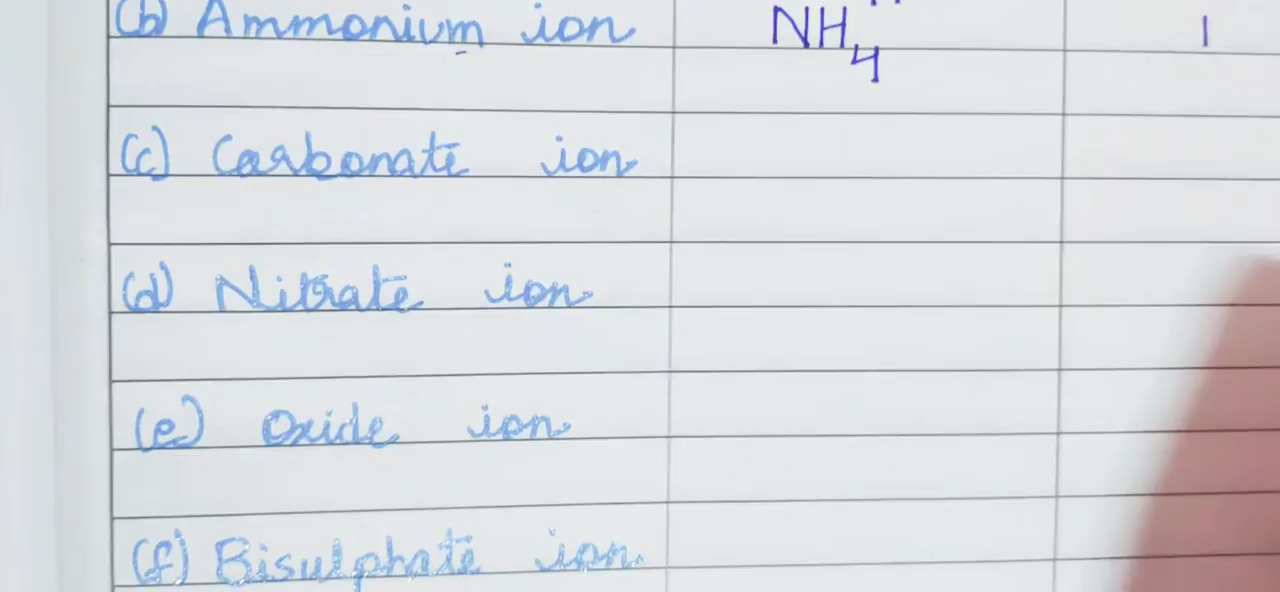 (b) Ammonium ion NH4 1
(c) Carbonate ion
(d) Nitrate ion
(e) Oxide ion
(f) Bisulphate ion